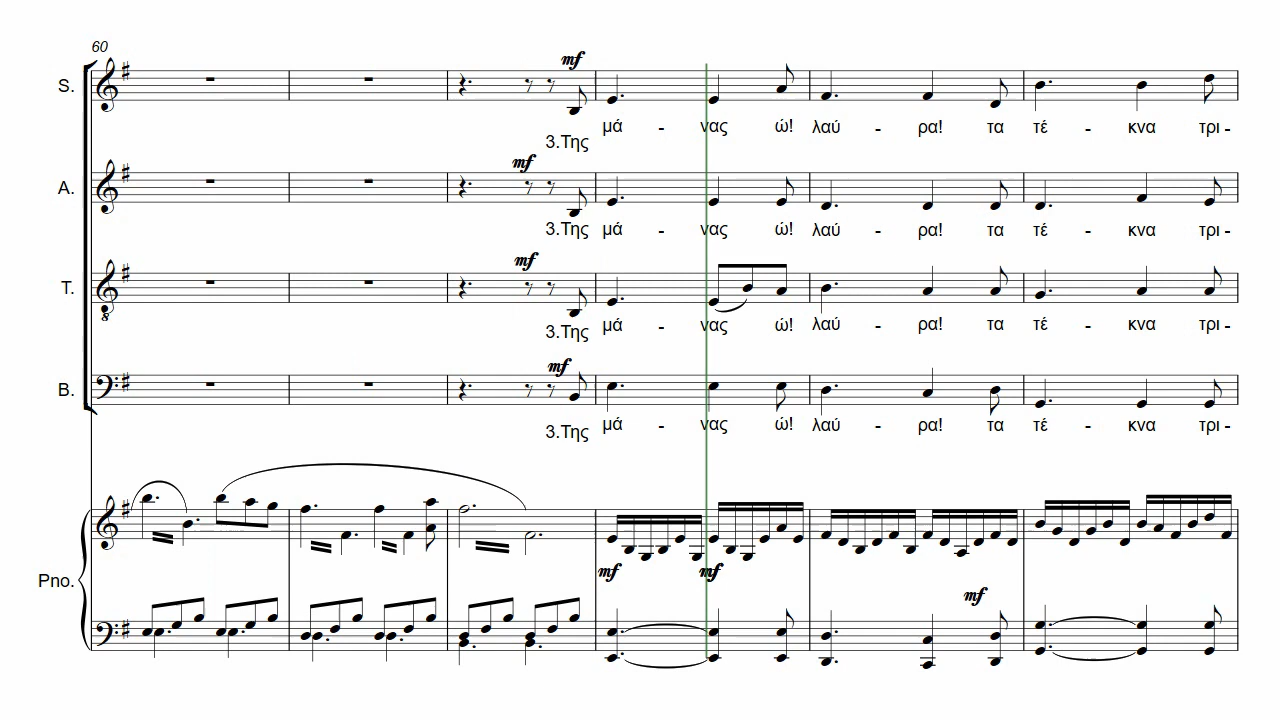 60
mf
S.
3.Της μά - νας ώ! λαύ - ρα! τα τέ - κνα τρι -
mf
A.
3.Της μά - νας ώ! λαύ - ρα! τα τέ - κνα τρι -
mf
T.
8
3.Της μά - νας ώ! λαύ - ρα! τα τέ - κνα τρι -
mf
B.
3.Της μά - νας ώ! λαύ - ρα! τα τέ - κνα τρι -
Pno.
mf mf
mf